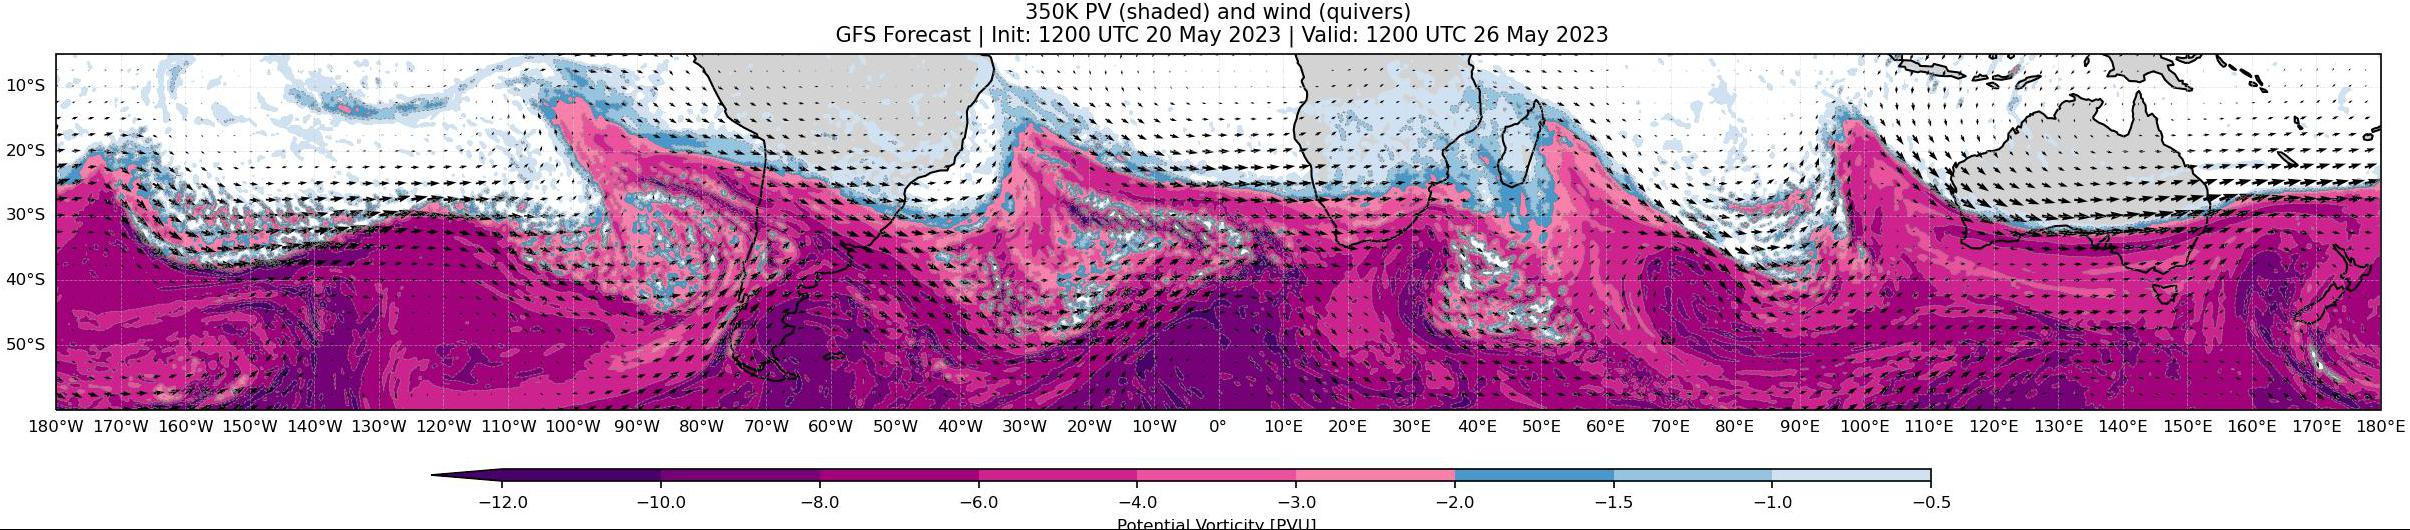 350K PV (shaded) and wind (quivers)
GFS Forecast | Init: 1200 UTC 20 May 2023 | Valid: 1200 UTC 26 May 2023
10°S
20°S
30°S
40°S
50°S
180°W 170°W 160°W 150°W 140°W 130°W 120°W 110°W 100°W 90°W 80°W 70°W 60°W 50°W 40°W 30°W 20°W 10°W 0° 10°E 20°E 30°E 40°E 50°E 60°E 70°E 80°E 90°E 100°E 110°E 120°E 130°E 140°E 150°E 160°E 170°E 180°E
−12.0 −10.0 −8.0 −6.0 −4.0 −3.0 −2.0 −1.5 −1.0 −0.5
Potential Vorticity [PVU]